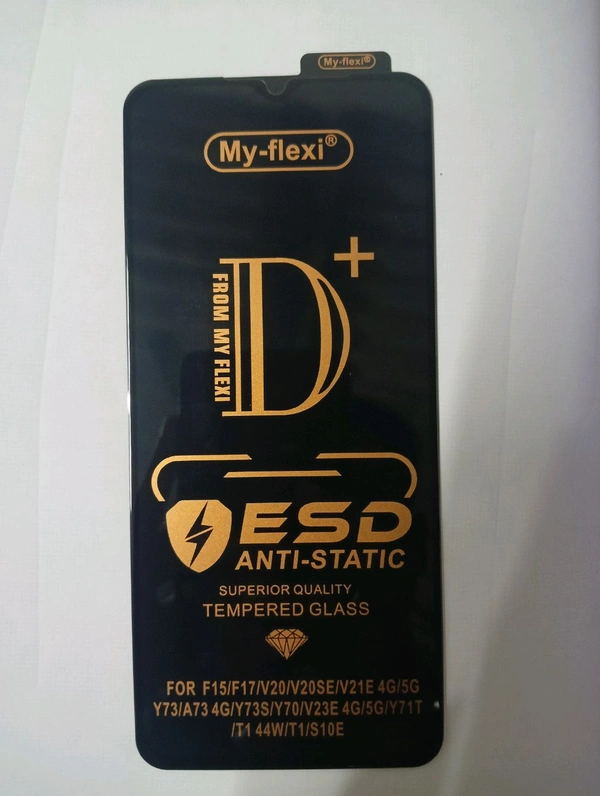 My-flexi®
My-flexi®
D+
FROM MY FLEXI
ESD
ANTI-STATIC
SUPERIOR QUALITY
TEMPERED GLASS
FOR F15/F17/V20/V20SE/V21E 4G/5G
Y73/A73 4G/Y73S/Y70/V23E 4G/5G/Y71T
/T1 44W/T1/S10E